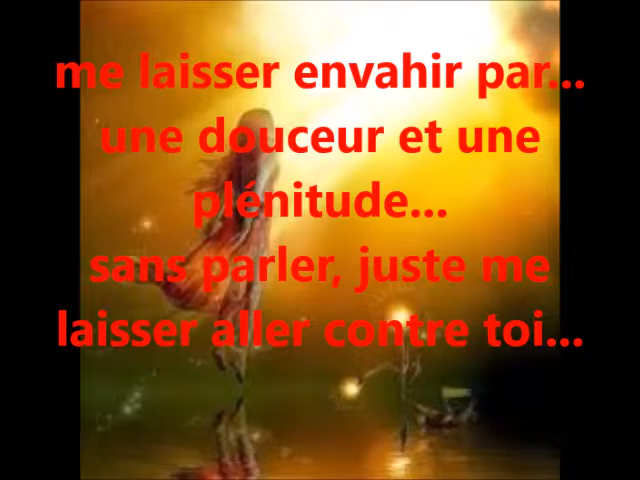 me laisser envahir par...
une douceur et une
plénitude...
sans parler, juste me
laisser aller contre toi...